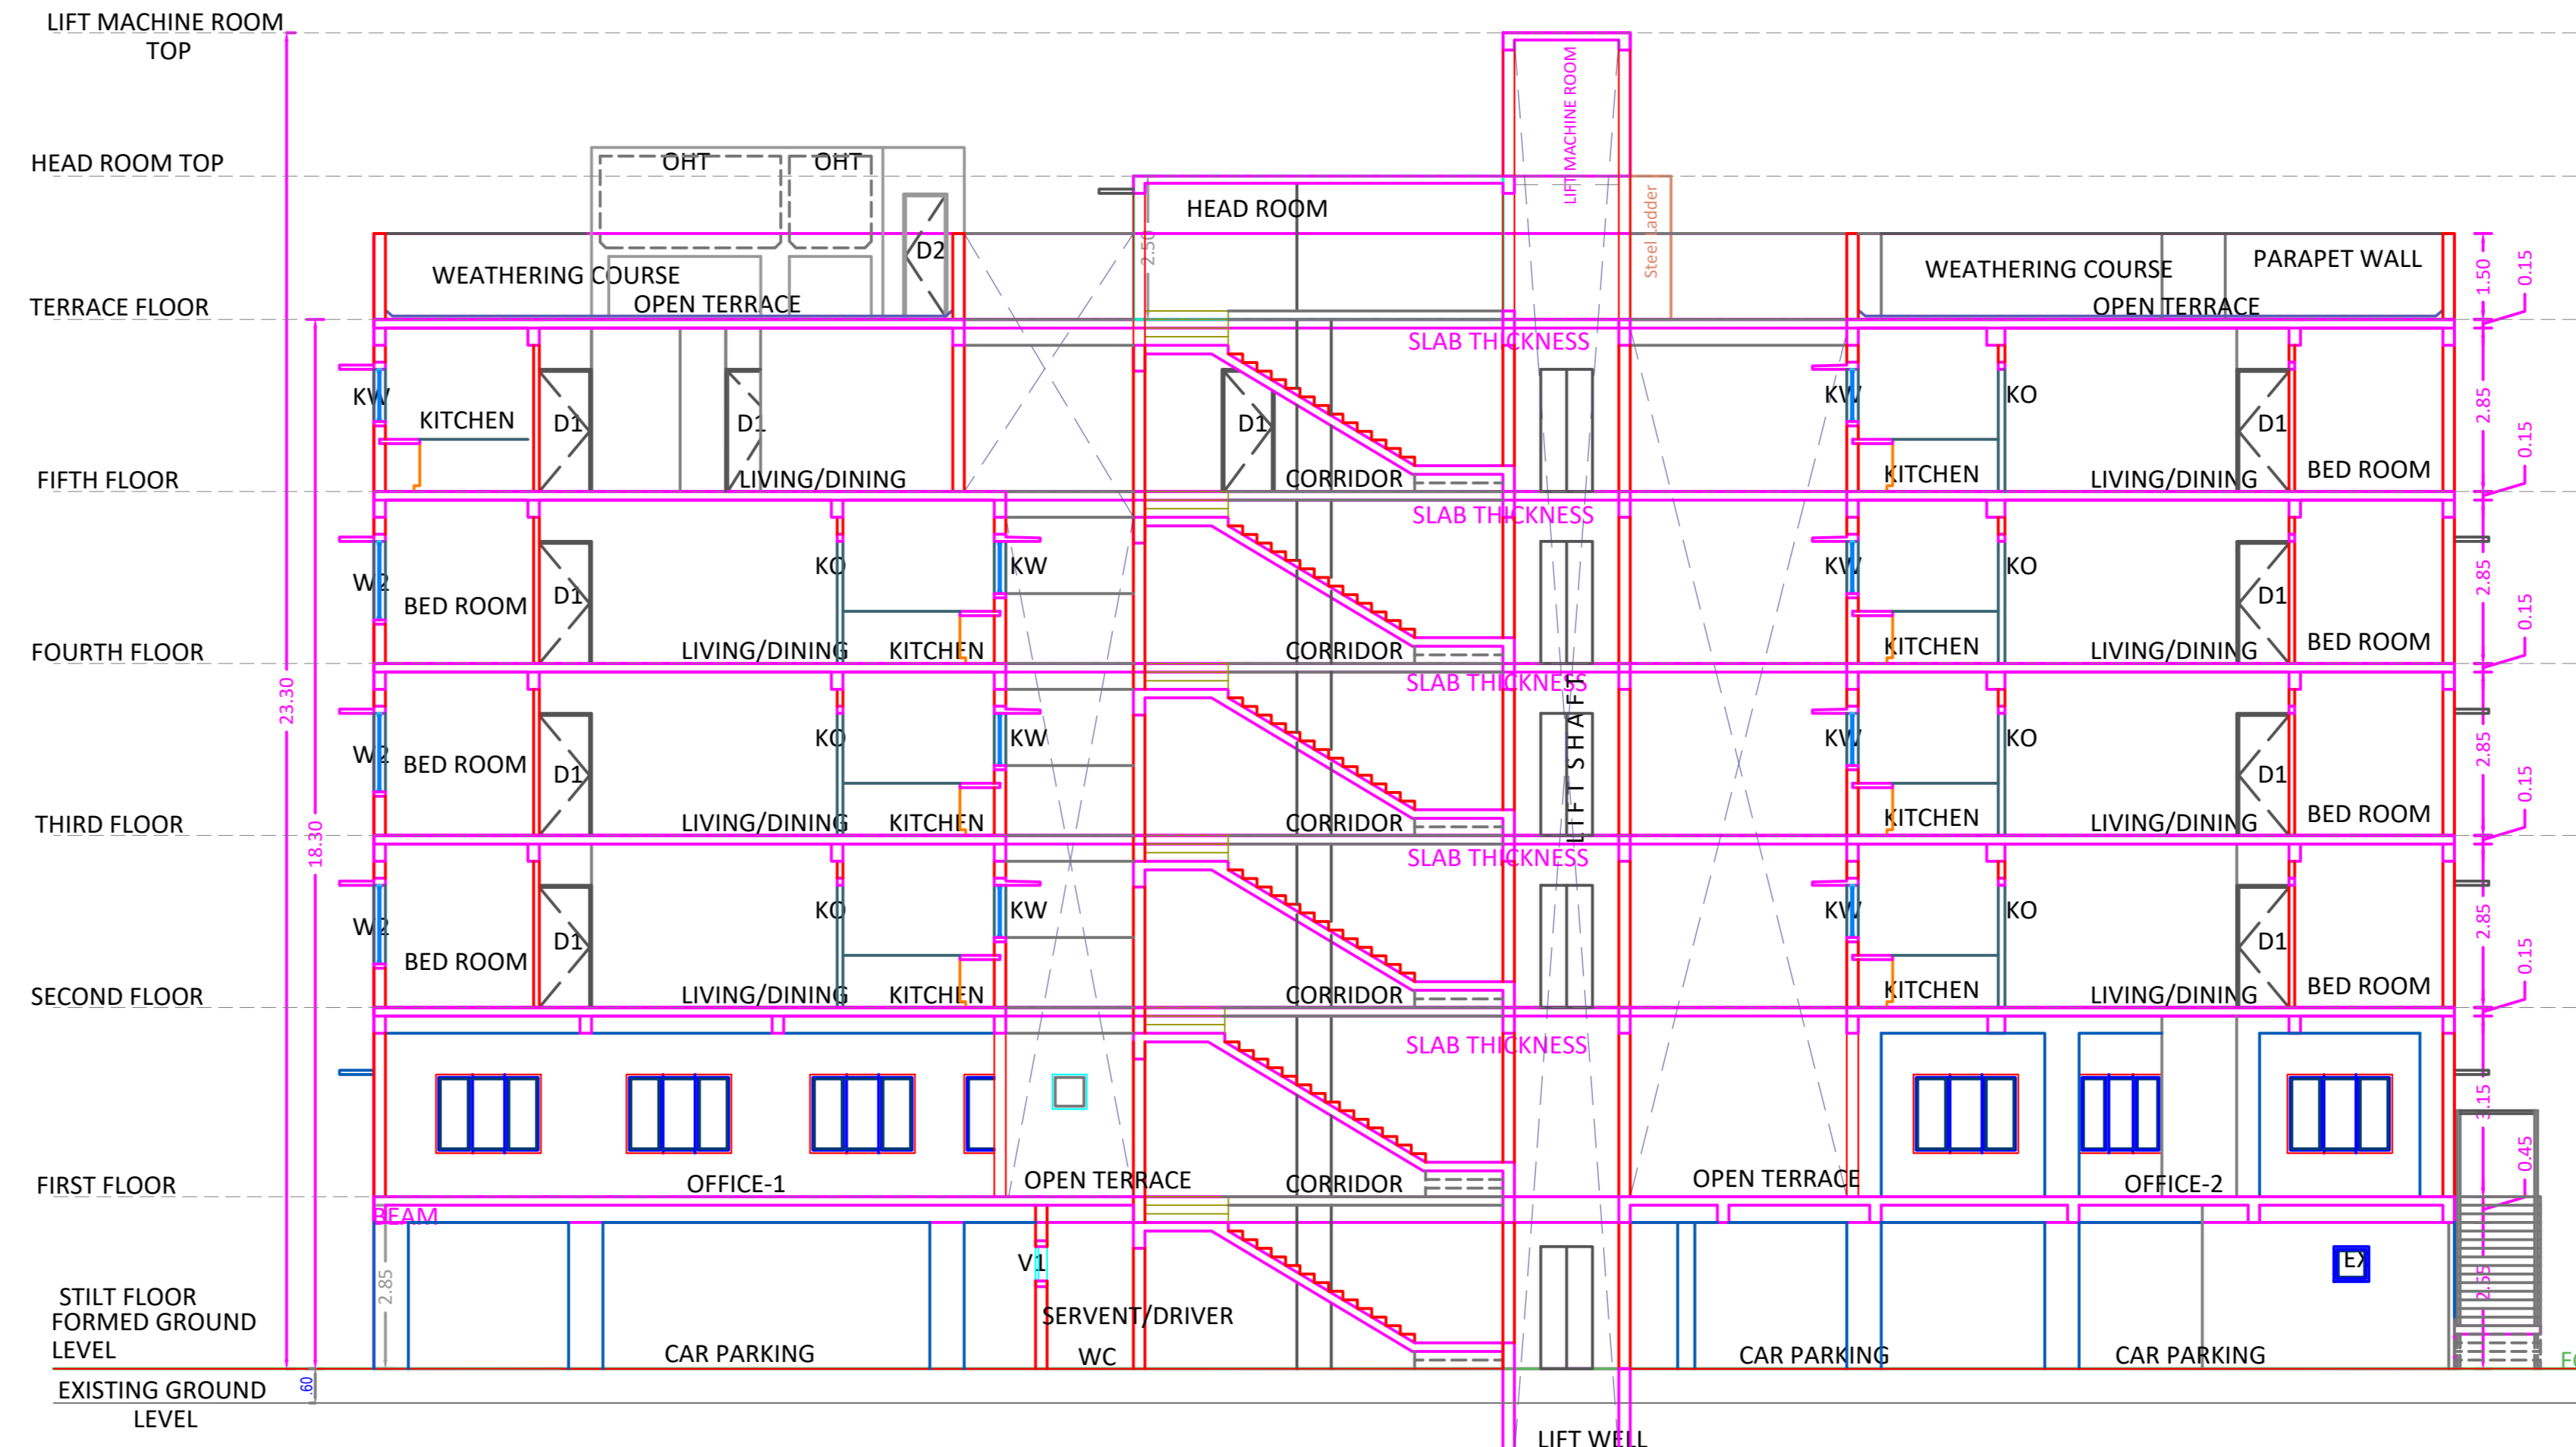 LIFT MACHINE ROOM
TOP
LIFT MACHINE ROOM
HEAD ROOM TOP
OHT
OHT
HEAD ROOM
Steel Ladder
D2
2.50
WEATHERING COURSE
WEATHERING COURSE
PARAPET WALL
1.50
0.15
TERRACE FLOOR
OPEN TERRACE
OPEN TERRACE
SLAB THICKNESS
KW
KITCHEN
D1
D1
D1
KW
KO
D1
2.85
0.15
FIFTH FLOOR
LIVING/DINING
CORRIDOR
KITCHEN
LIVING/DINING
BED ROOM
SLAB THICKNESS
W2
BED ROOM
D1
KO
KW
KW
KO
D1
2.85
0.15
FOURTH FLOOR
LIVING/DINING
KITCHEN
CORRIDOR
KITCHEN
LIVING/DINING
BED ROOM
SLAB THICKNESS
23.30
18.30
LIFT SHAFT
W2
BED ROOM
D1
KO
KW
KW
KO
D1
2.85
0.15
THIRD FLOOR
LIVING/DINING
KITCHEN
CORRIDOR
KITCHEN
LIVING/DINING
BED ROOM
SLAB THICKNESS
W2
BED ROOM
D1
KO
KW
KW
KO
D1
2.85
0.15
SECOND FLOOR
LIVING/DINING
KITCHEN
CORRIDOR
KITCHEN
LIVING/DINING
BED ROOM
SLAB THICKNESS
3.15
0.45
FIRST FLOOR
OFFICE-1
OPEN TERRACE
CORRIDOR
OPEN TERRACE
OFFICE-2
BEAM
2.85
V1
EX
2.55
STILT FLOOR
FORMED GROUND
LEVEL
CAR PARKING
SERVENT/DRIVER
WC
CAR PARKING
CAR PARKING
EXISTING GROUND
LEVEL
.60
LIFT WELL